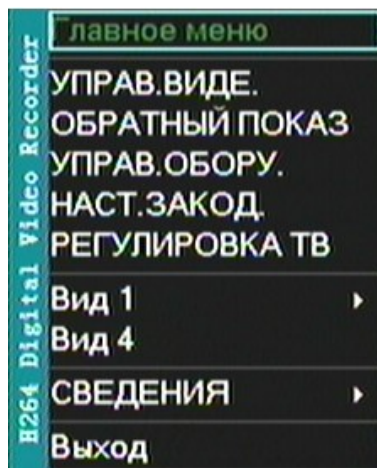 H264 Digital Video Recorder
Главное меню
УПРАВ.ВИДЕ.
ОБРАТНЫЙ ПОКАЗ
УПРАВ.ОБОРУ.
НАСТ.ЗАКОД.
РЕГУЛИРОВКА ТВ
Вид 1
Вид 4
СВЕДЕНИЯ
Выход